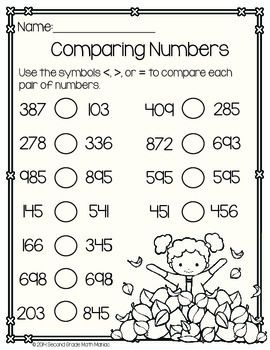 Name:
Comparing Numbers
Use the symbols <, >, or = to compare each
pair of numbers.
387 103 409 285
278 336 872 693
985 895 595 595
145 541 451 456
166 345
698 698
203 845
© 2014 Second Grade Math Maniac